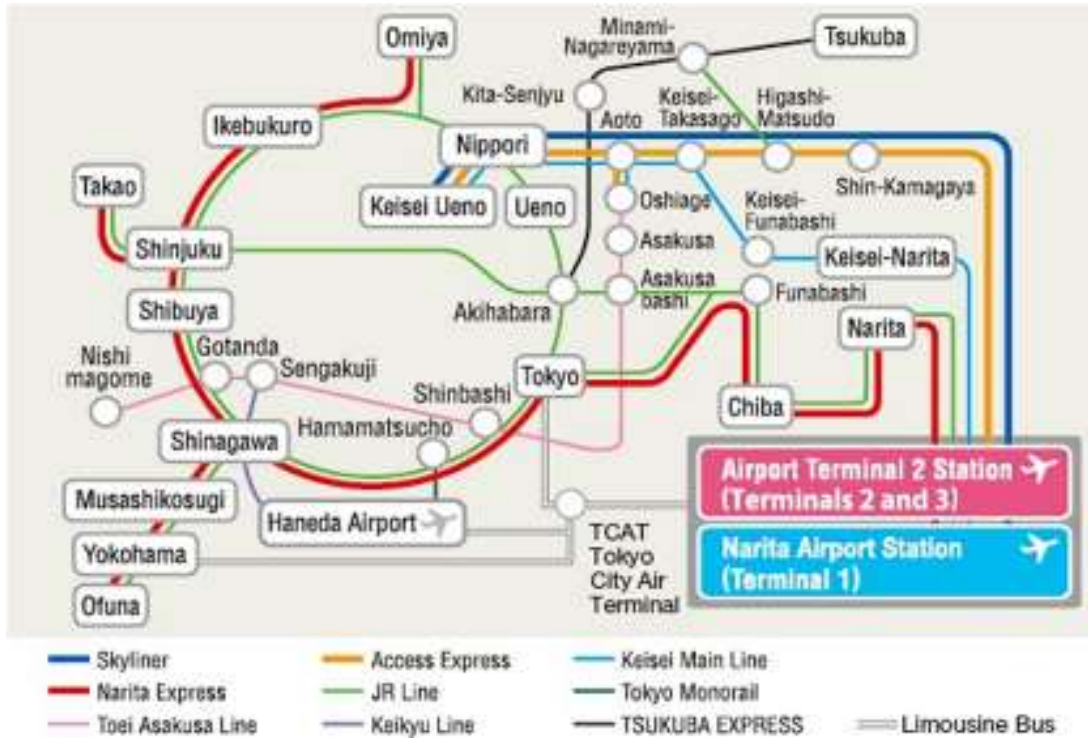 Omiya
Minami-
Nagareyama
Tsukuba
Kita-Senjyu
Keisei-
Takasago
Higashi-
Matsudo
Ikebukuro
Nippori
Aoto
Takao
Keisei Ueno
Ueno
Oshiage
Keisei-
Funabashi
Shin-Kamagaya
Shinjuku
Asakusa
Keisei-Narita
Shibuya
Akihabara
Asakusa
bashi
Funabashi
Narita
Nishi
magome
Gotanda
Sengakuji
Shinbashi
Tokyo
Chiba
Shinagawa
Hamamatsucho
Musashikosugi
Haneda Airport
Airport Terminal 2 Station
(Terminals 2 and 3)
Yokohama
TCAT
Tokyo
City Air
Terminal
Narita Airport Station
(Terminal 1)
Ofuna
Skyliner
Access Express
Keisei Main Line
Narita Express
JR Line
Tokyo Monorail
Toei Asakusa Line
Keikyu Line
TSUKUBA EXPRESS
Limousine Bus